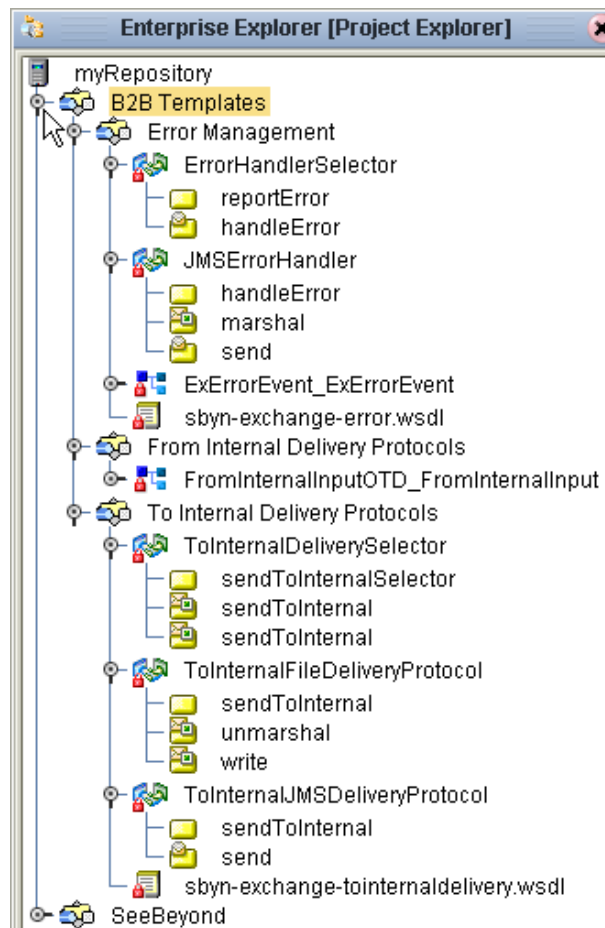 Enterprise Explorer [Project Explorer]
myRepository
B2B Templates
Error Management
ErrorHandlerSelector
reportError
handleError
JMSErrorHandler
handleError
marshal
send
ExErrorEvent_ExErrorEvent
sbyn-exchange-error.wsdl
From Internal Delivery Protocols
FromInternalInputOTD_FromInternalInput
To Internal Delivery Protocols
ToInternalDeliverySelector
sendToInternalSelector
sendToInternal
sendToInternal
ToInternalFileDeliveryProtocol
sendToInternal
unmarshal
write
ToInternalJMSDeliveryProtocol
sendToInternal
send
sbyn-exchange-tointernaldelivery.wsdl
SeeBeyond